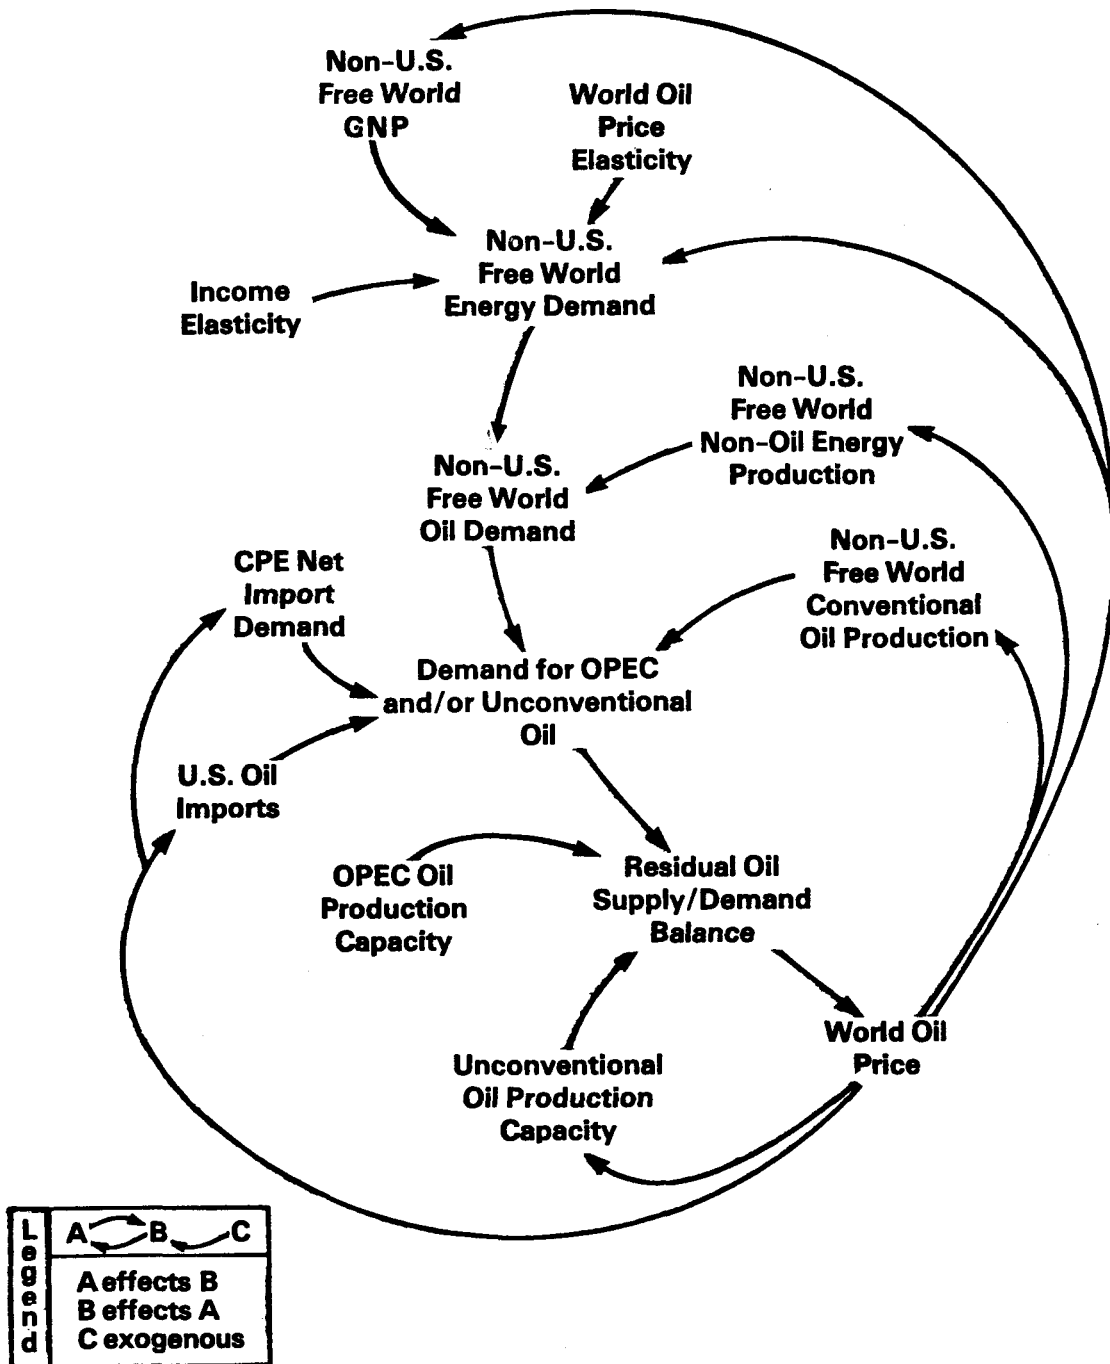 Non-U.S.
Free World
GNP
World Oil
Price
Elasticity
Non-U.S.
Free World
Energy Demand
Income
Elasticity
Non-U.S.
Free World
Non-Oil Energy
Production
Non-U.S.
Free World
Oil Demand
Non-U.S.
Free World
Conventional
Oil Production
CPE Net
Import
Demand
Demand for OPEC
and/or Unconventional
Oil
U.S. Oil
Imports
OPEC Oil
Production
Capacity
Residual Oil
Supply/Demand
Balance
World Oil
Price
Unconventional
Oil Production
Capacity
Legend
A B C
A effects B
B effects A
C exogenous